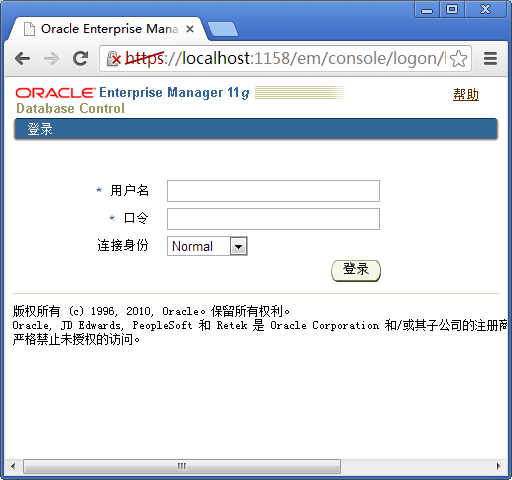 Oracle Enterprise Mana
https://localhost:1158/em/console/logon/l
ORACLE Enterprise Manager 11g
Database Control
帮助
登录
* 用户名
* 口令
连接身份 Normal
登录
版权所有 (c) 1996, 2010, Oracle。保留所有权利。
Oracle, JD Edwards, PeopleSoft 和 Retek 是 Oracle Corporation 和/或其子公司的注册商
严格禁止未授权的访问。